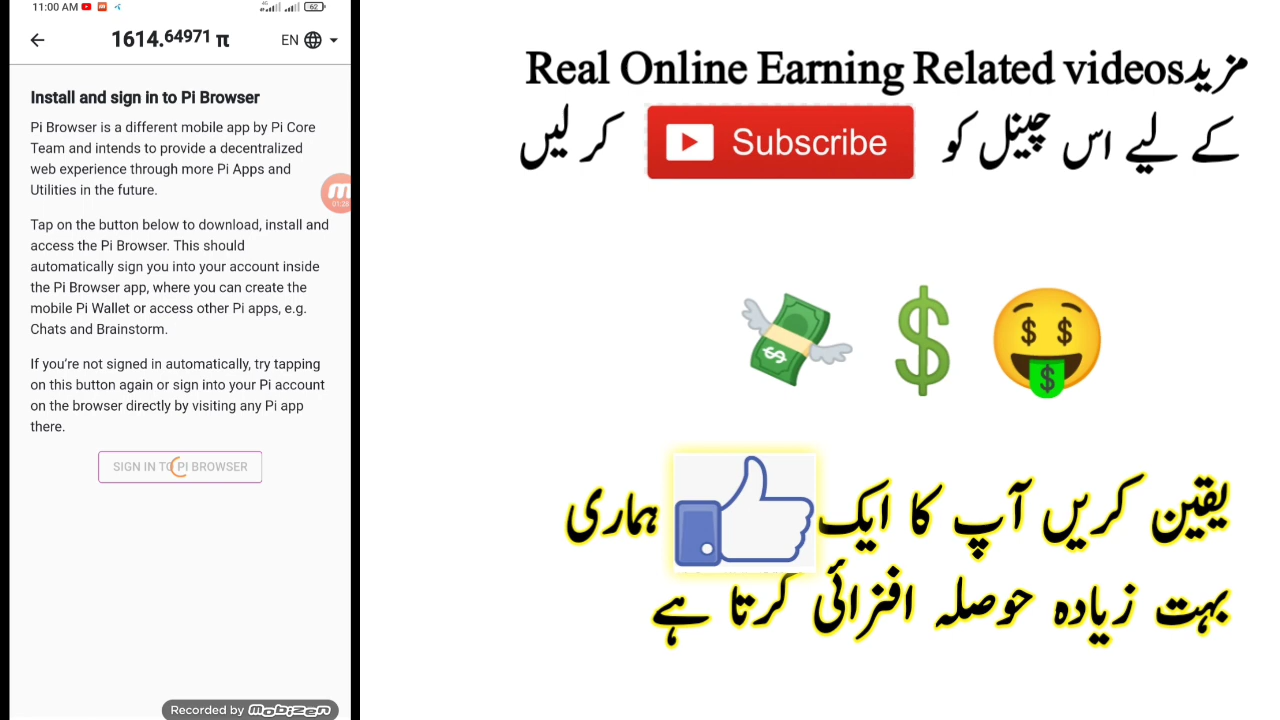 11:00 AM
4G
62
1614.64971 π
EN
Install and sign in to Pi Browser
Pi Browser is a different mobile app by Pi Core
Team and intends to provide a decentralized
web experience through more Pi Apps and
Utilities in the future.
01:26
Tap on the button below to download, install and
access the Pi Browser. This should
automatically sign you into your account inside
the Pi Browser app, where you can create the
mobile Pi Wallet or access other Pi apps, e.g.
Chats and Brainstorm.
If you're not signed in automatically, try tapping
on this button again or sign into your Pi account
on the browser directly by visiting any Pi app
there.
SIGN IN TO PI BROWSER
Recorded by mobizen
مزید Real Online Earning Related videos
کے لیے اس چینل کو Subscribe کر لیں
یقین کریں آپ کا ایک ہماری
بہت زیادہ حوصلہ افزائی کرتا ہے